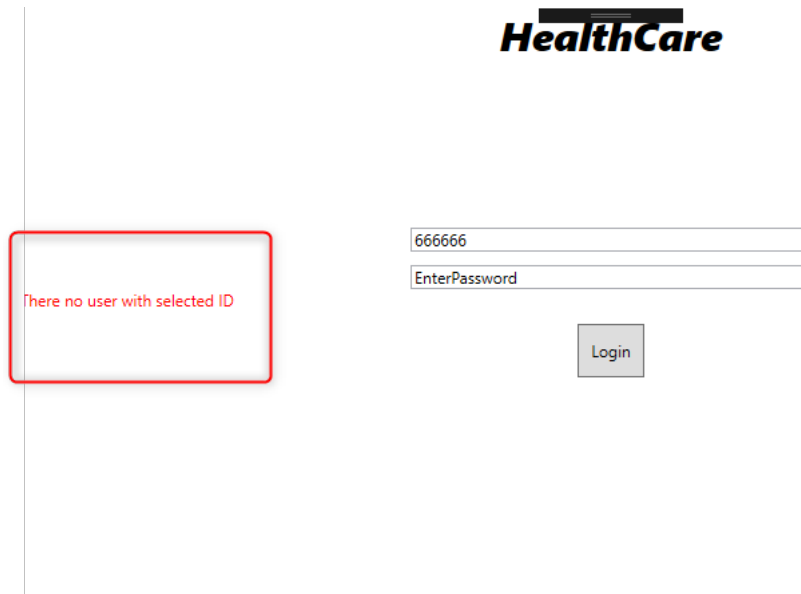 HealthCare
666666
EnterPassword
There no user with selected ID
Login